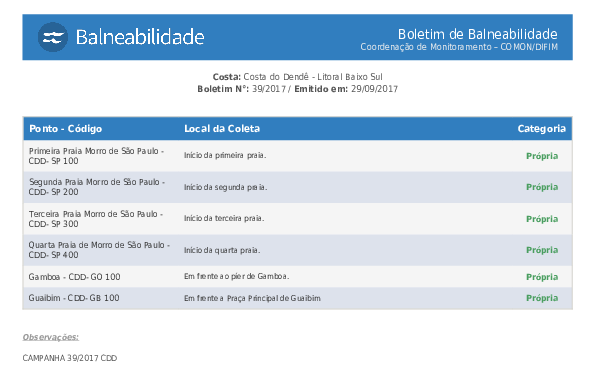 Balneabilidade
Boletim de Balneabilidade
Coordenação de Monitoramento – COMON/DIFIM
Costa: Costa do Dendê - Litoral Baixo Sul
Boletim N°: 39/2017 / Emitido em: 29/09/2017
Ponto - Código Local da Coleta Categoria
Primeira Praia Morro de São Paulo -
CDD- SP 100
Início da primeira praia. Própria
Segunda Praia Morro de São Paulo -
CDD- SP 200
Início da segunda praia. Própria
Terceira Praia Morro de São Paulo -
CDD- SP 300
Início da terceira praia. Própria
Quarta Praia de Morro de São Paulo -
CDD- SP 400
Início da quarta praia. Própria
Gamboa - CDD- GO 100 Em frente ao pier de Gamboa. Própria
Guaibim - CDD- GB 100 Em frente a Praça Principal de Guaibim Própria
Observações:
CAMPANHA 39/2017 CDD